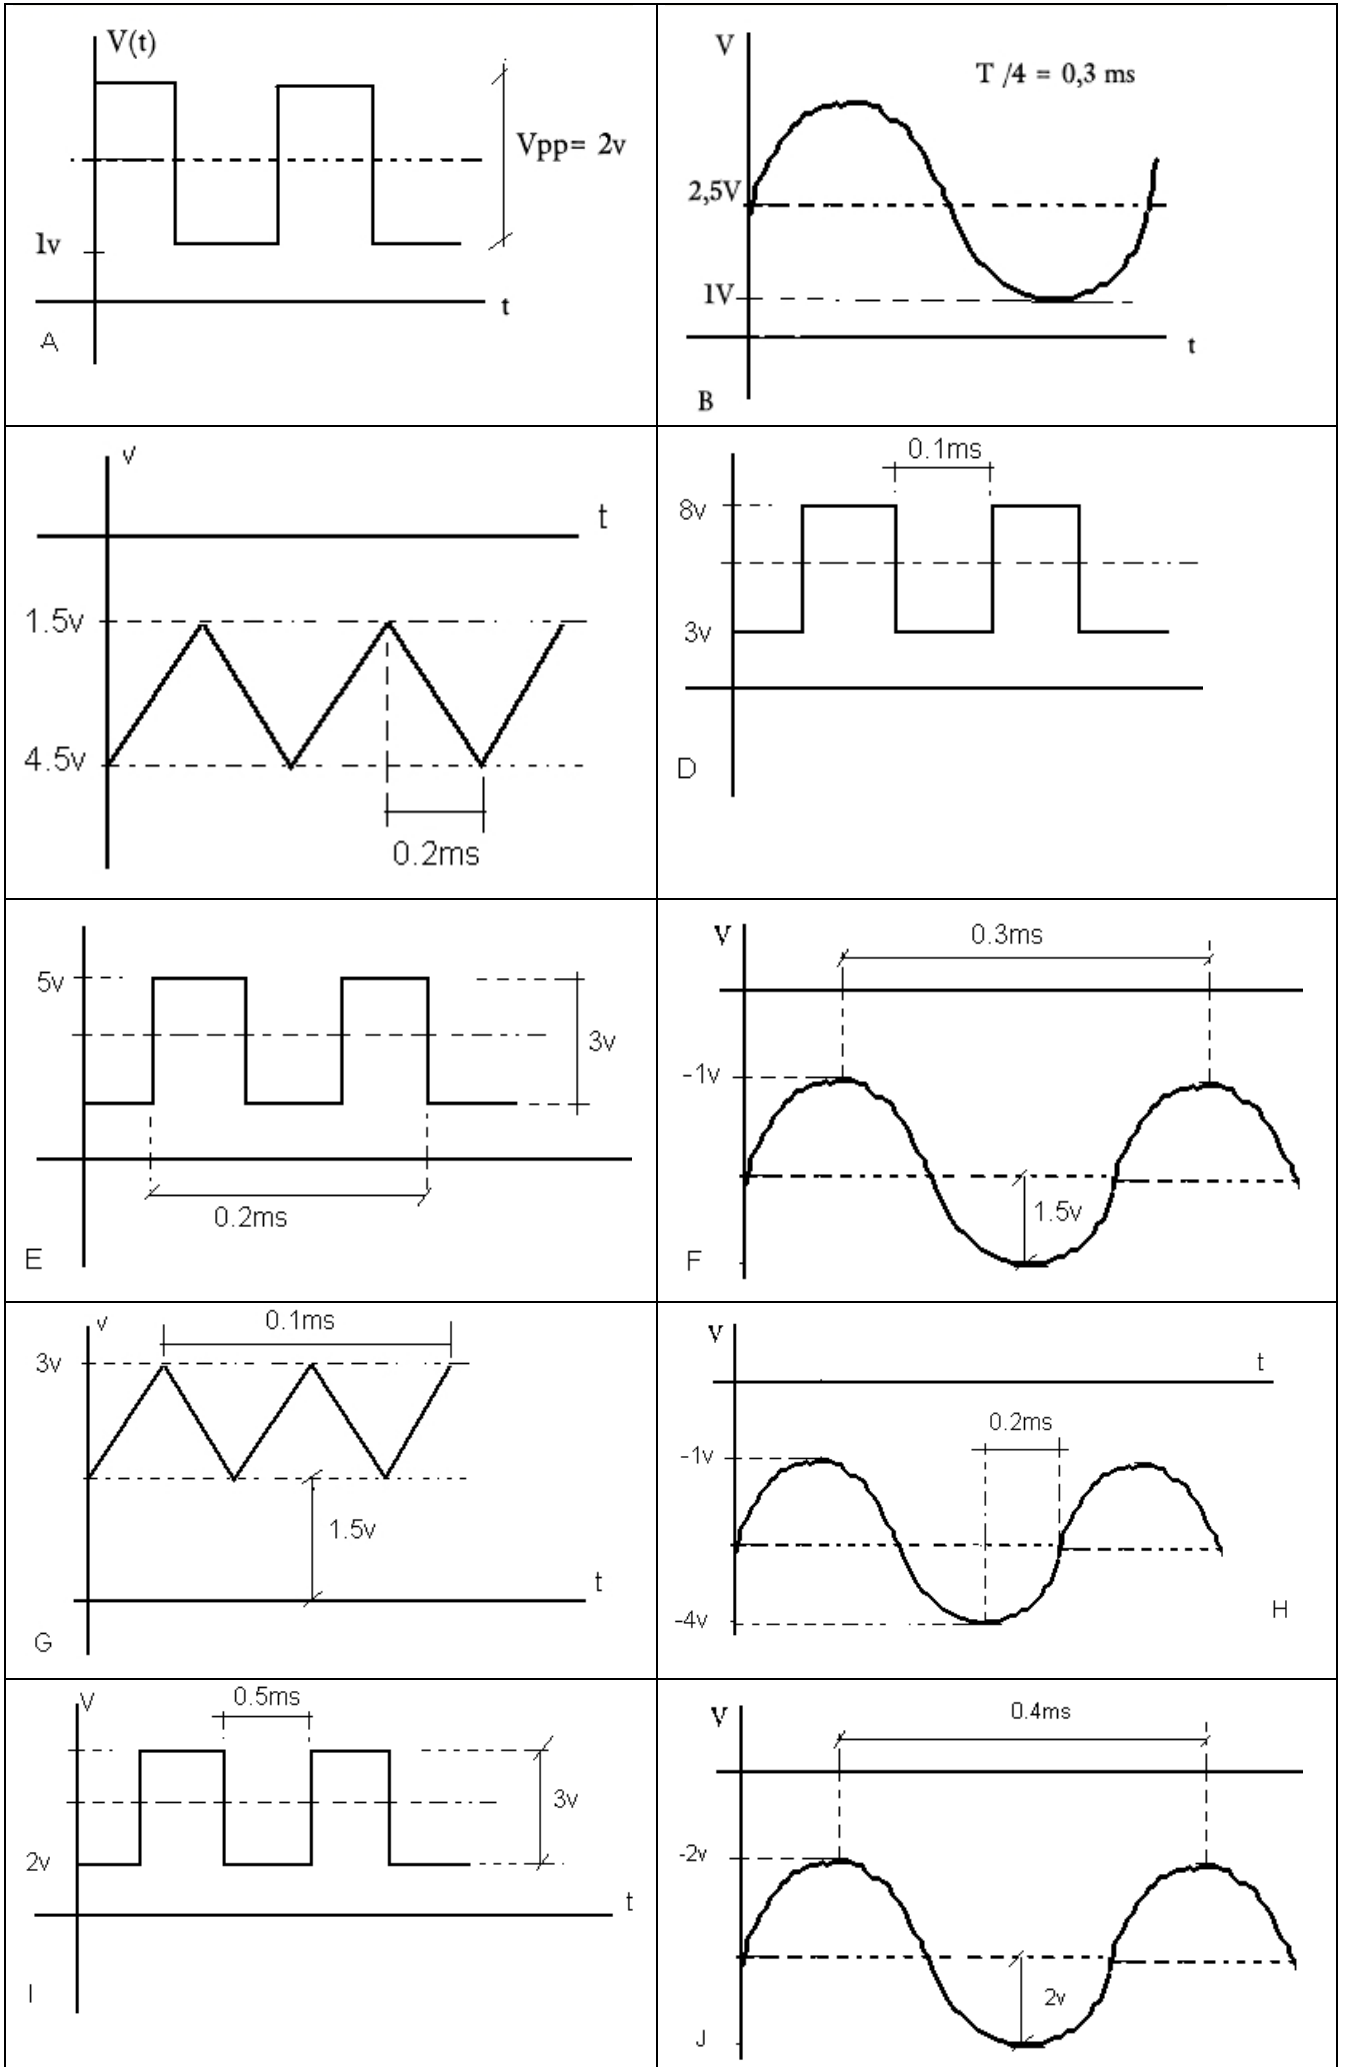 V(t)
Vpp= 2v
1v
t
A
V
T /4 = 0,3 ms
2,5V
1V
t
B
v
t
1.5v
4.5v
0.2ms
0.1ms
8v
3v
D
5v
3v
0.2ms
E
V
0.3ms
-1v
1.5v
F
v
0.1ms
3v
1.5v
t
G
V
t
0.2ms
-1v
-4v
H
V
0.5ms
3v
2v
t
I
V
0.4ms
-2v
2v
J